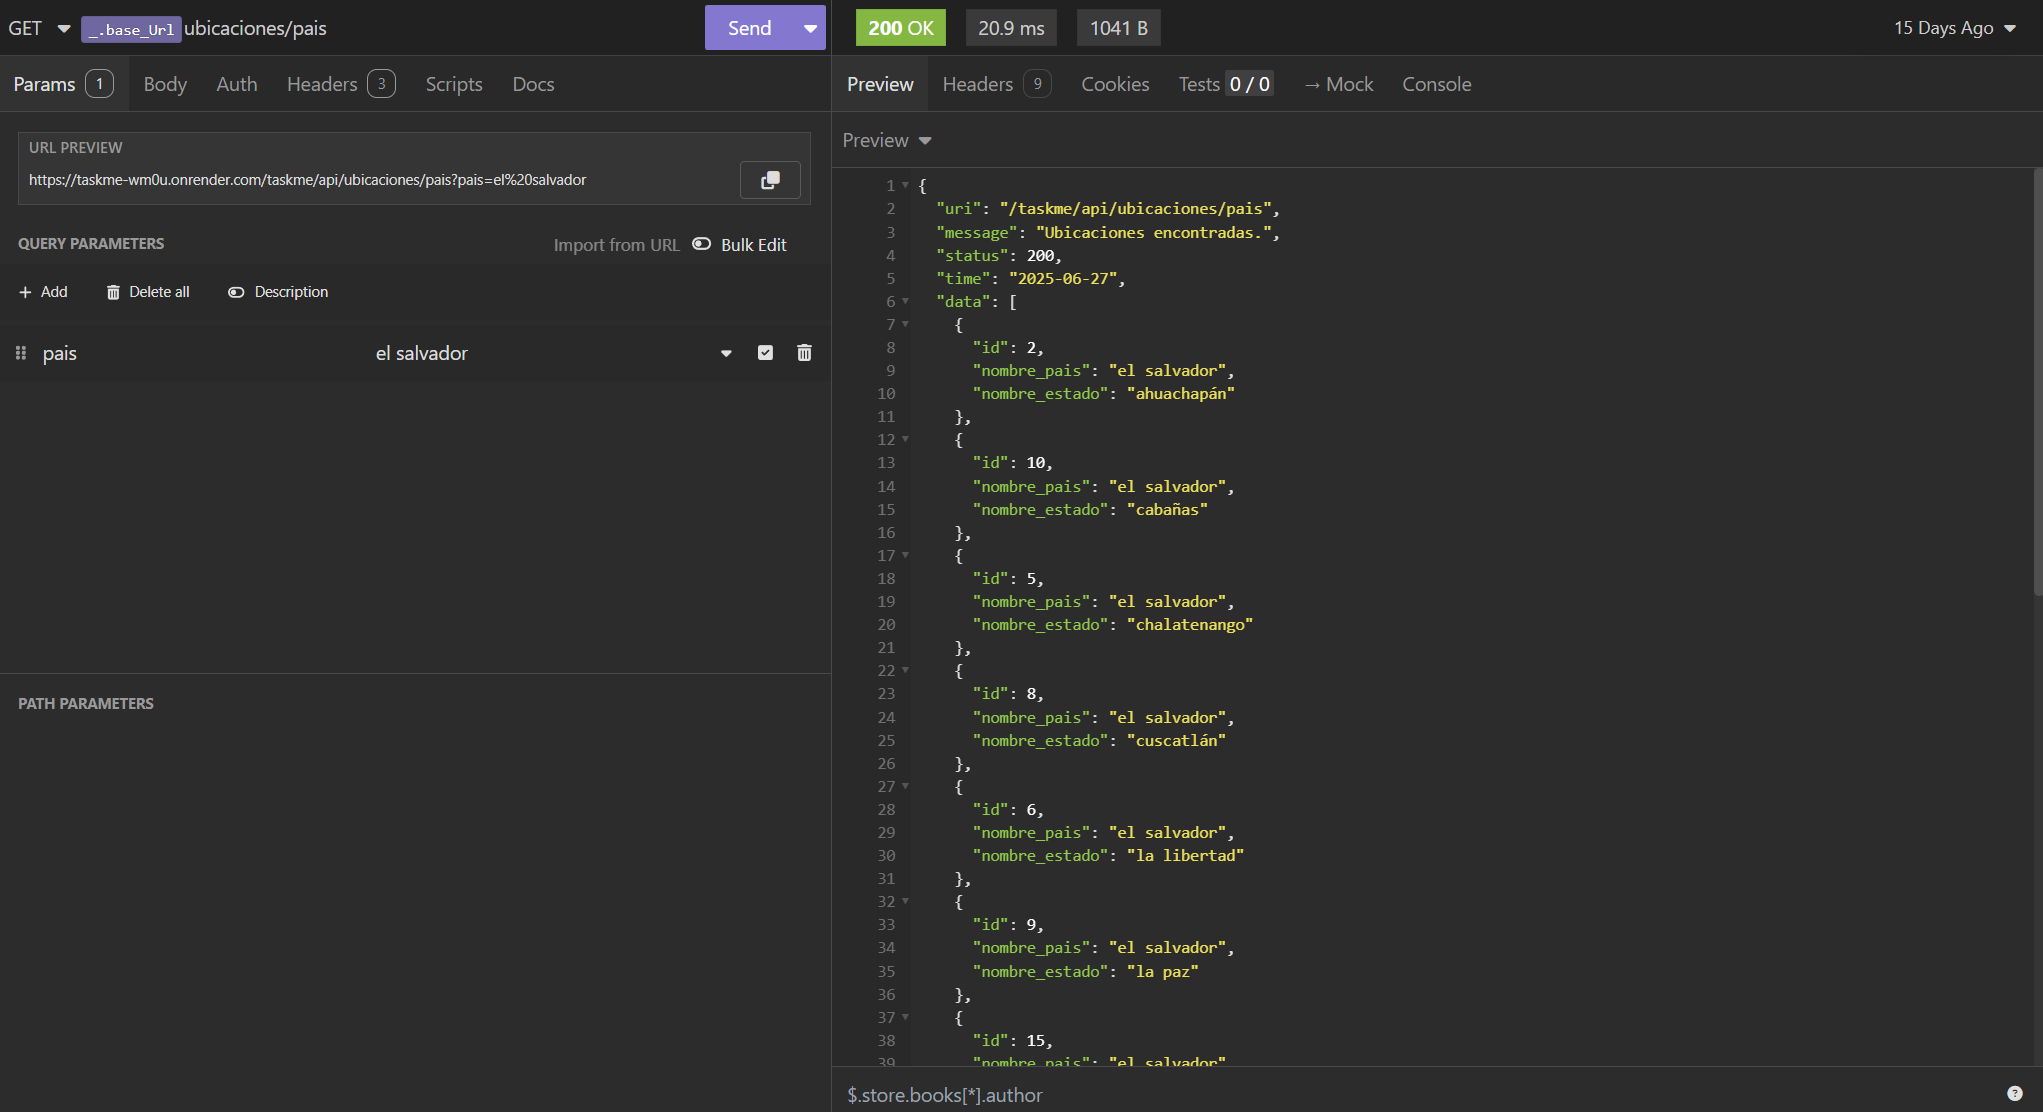 GET _.base_Url ubicaciones/pais Send
Params 1 Body Auth Headers 3 Scripts Docs
URL PREVIEW
https://taskme-wm0u.onrender.com/taskme/api/ubicaciones/pais?pais=el%20salvador
QUERY PARAMETERS Import from URL Bulk Edit
Add Delete all Description
pais el salvador
PATH PARAMETERS
200 OK 20.9 ms 1041 B 15 Days Ago
Preview Headers 9 Cookies Tests 0 / 0 → Mock Console
Preview
1 {
2 "uri": "/taskme/api/ubicaciones/pais",
3 "message": "Ubicaciones encontradas.",
4 "status": 200,
5 "time": "2025-06-27",
6 "data": [
7 {
8 "id": 2,
9 "nombre_pais": "el salvador",
10 "nombre_estado": "ahuachapán"
11 },
12 {
13 "id": 10,
14 "nombre_pais": "el salvador",
15 "nombre_estado": "cabañas"
16 },
17 {
18 "id": 5,
19 "nombre_pais": "el salvador",
20 "nombre_estado": "chalatenango"
21 },
22 {
23 "id": 8,
24 "nombre_pais": "el salvador",
25 "nombre_estado": "cuscatlán"
26 },
27 {
28 "id": 6,
29 "nombre_pais": "el salvador",
30 "nombre_estado": "la libertad"
31 },
32 {
33 "id": 9,
34 "nombre_pais": "el salvador",
35 "nombre_estado": "la paz"
36 },
37 {
38 "id": 15,
39 "nombre_pais": "el salvador"
$.store.books[*].author ?